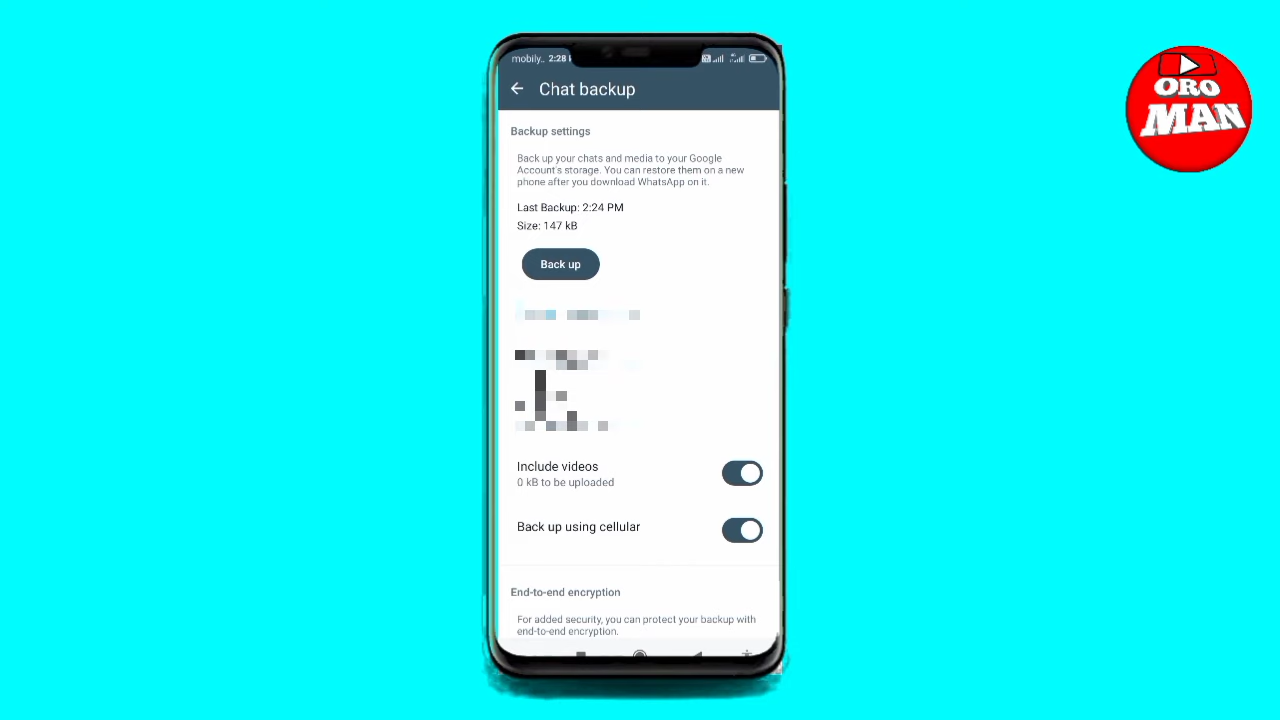 mobily.. 2:28
Chat backup
ORO
MAN
Backup settings
Back up your chats and media to your Google
Account's storage. You can restore them on a new
phone after you download WhatsApp on it.
Last Backup: 2:24 PM
Size: 147 kB
Back up
Include videos
0 kB to be uploaded
Back up using cellular
End-to-end encryption
For added security, you can protect your backup with
end-to-end encryption.